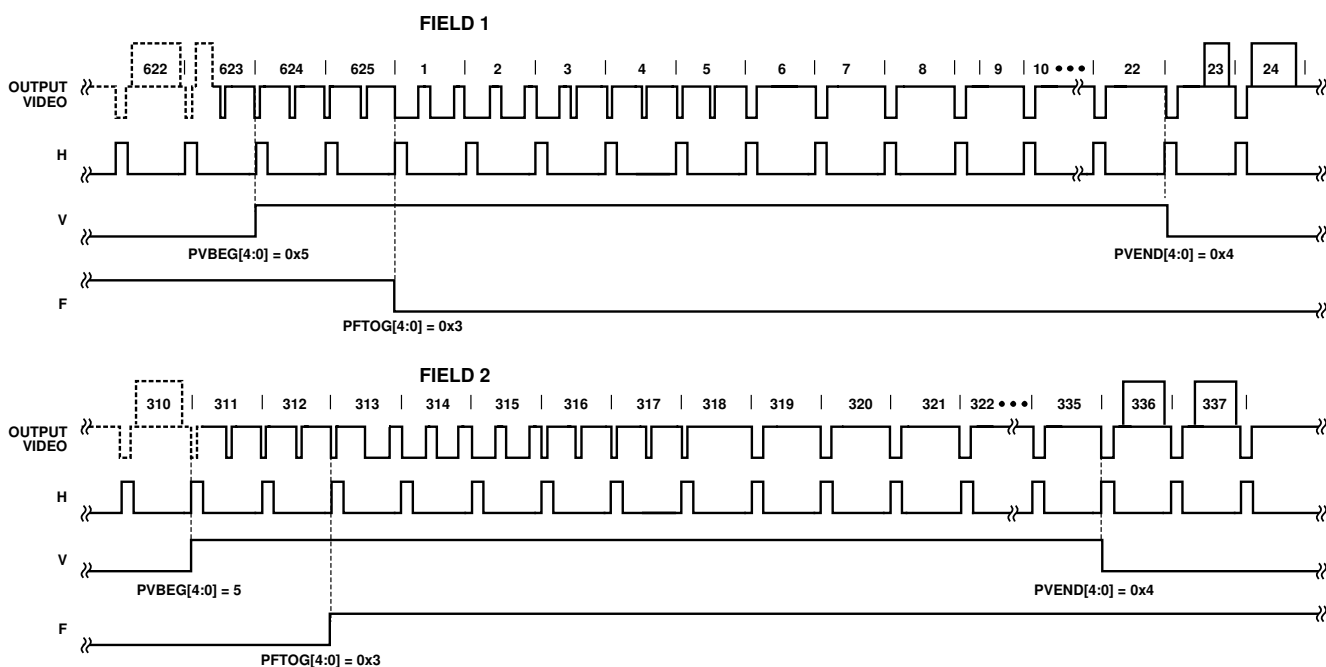 FIELD 1
622 623 624 625 1 2 3 4 5 6 7 8 9 10 ••• 22 23 24
OUTPUT
VIDEO
H
V
PVBEG[4:0] = 0x5
PVEND[4:0] = 0x4
F
PFTOG[4:0] = 0x3
FIELD 2
310 311 312 313 314 315 316 317 318 319 320 321 322 ••• 335 336 337
OUTPUT
VIDEO
H
V
PVBEG[4:0] = 5
PVEND[4:0] = 0x4
F
PFTOG[4:0] = 0x3